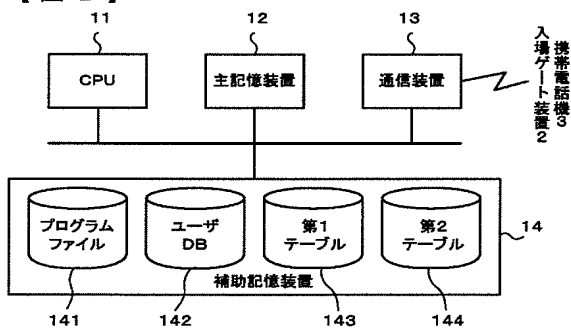 11
12
13
CPU
主記憶装置
通信装置
携帯電話機3
入場ゲート装置2
プログラム
ファイル
ユーザ
DB
第1
テーブル
第2
テーブル
14
補助記憶装置
141
142
143
144